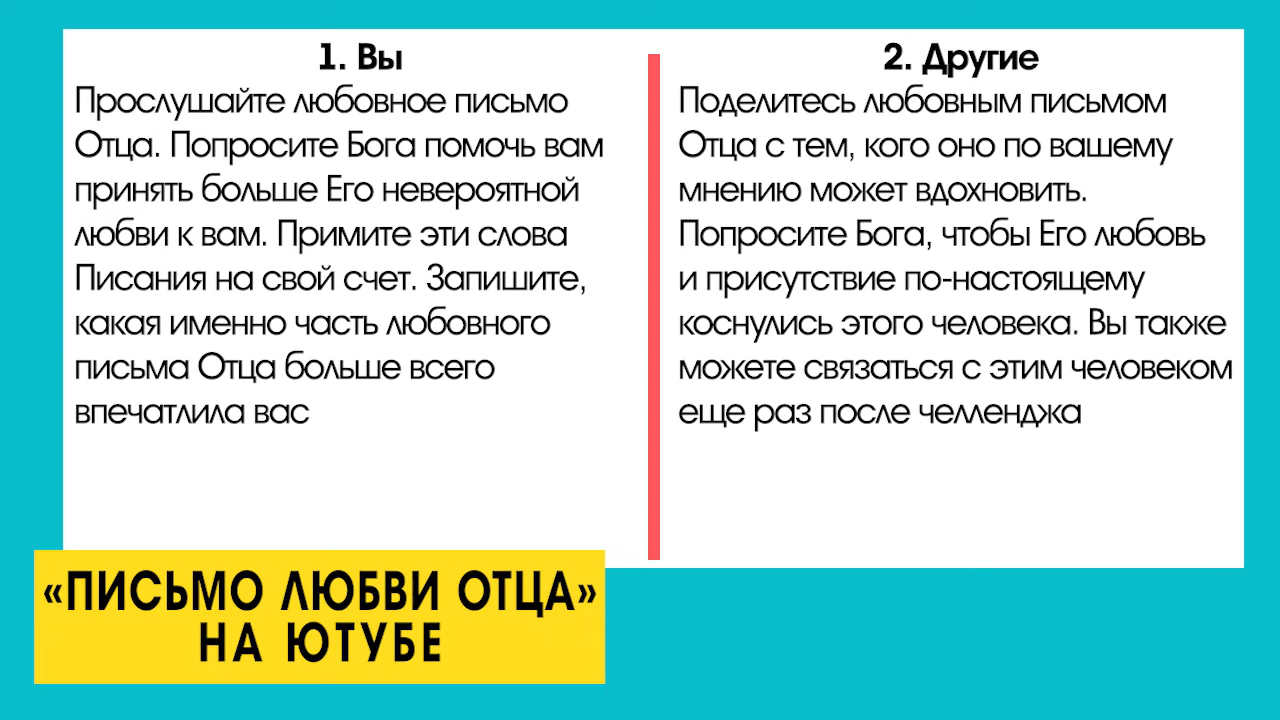 1. Вы
Прослушайте любовное письмо
Отца. Попросите Бога помочь вам
принять больше Его невероятной
любви к вам. Примите эти слова
Писания на свой счет. Запишите,
какая именно часть любовного
письма Отца больше всего
впечатлила вас
2. Другие
Поделитесь любовным письмом
Отца с тем, кого оно по вашему
мнению может вдохновить.
Попросите Бога, чтобы Его любовь
и присутствие по-настоящему
коснулись этого человека. Вы также
можете связаться с этим человеком
еще раз после челленджа
«ПИСЬМО ЛЮБВИ ОТЦА»
НА ЮТУБЕ